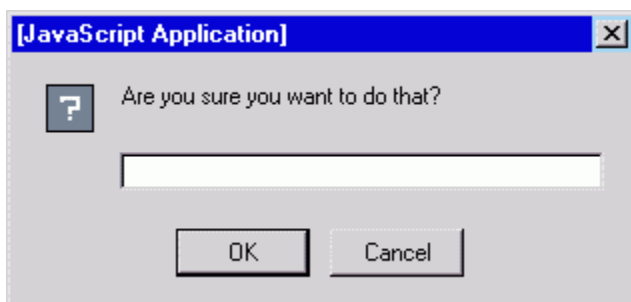 [JavaScript Application]
Are you sure you want to do that?
OK Cancel